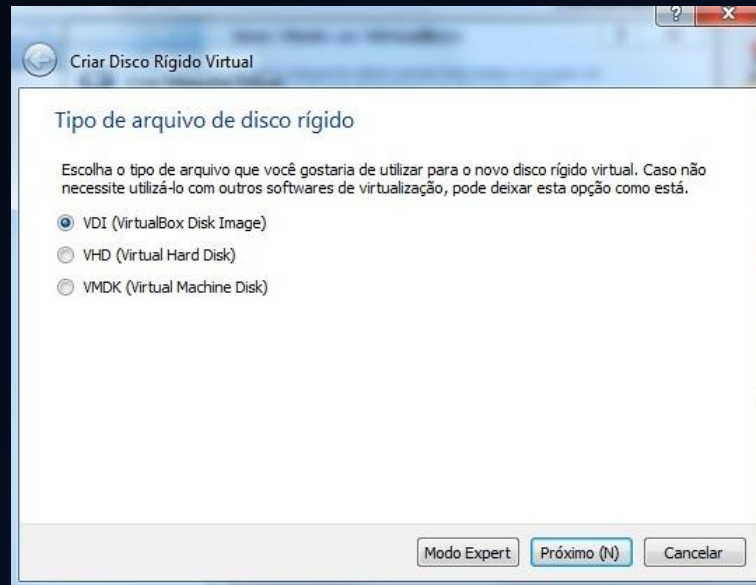 Criar Disco Rígido Virtual
Tipo de arquivo de disco rígido
Escolha o tipo de arquivo que você gostaria de utilizar para o novo disco rígido virtual. Caso não
necessite utilizá-lo com outros softwares de virtualização, pode deixar esta opção como está.
VDI (VirtualBox Disk Image)
VHD (Virtual Hard Disk)
VMDK (Virtual Machine Disk)
Modo Expert Próximo (N) Cancelar